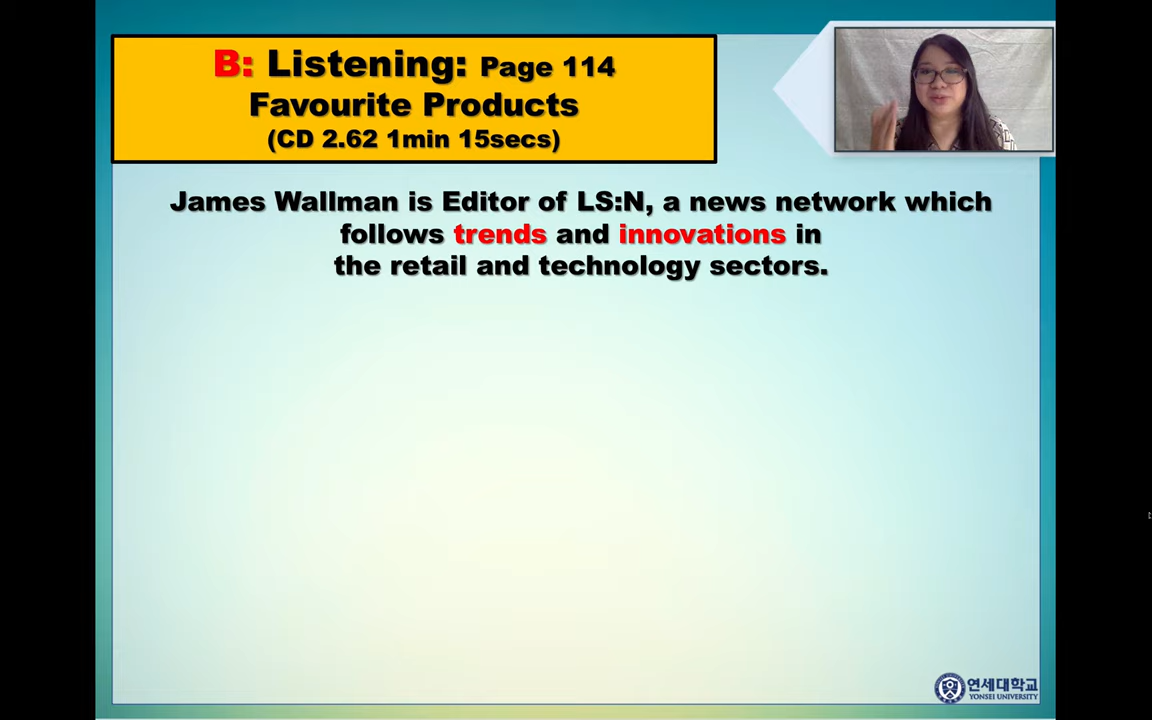 B: Listening: Page 114
Favourite Products
(CD 2.62 1min 15secs)
James Wallman is Editor of LS:N, a news network which
follows trends and innovations in
the retail and technology sectors.
연세대학교
YONSEI UNIVERSITY